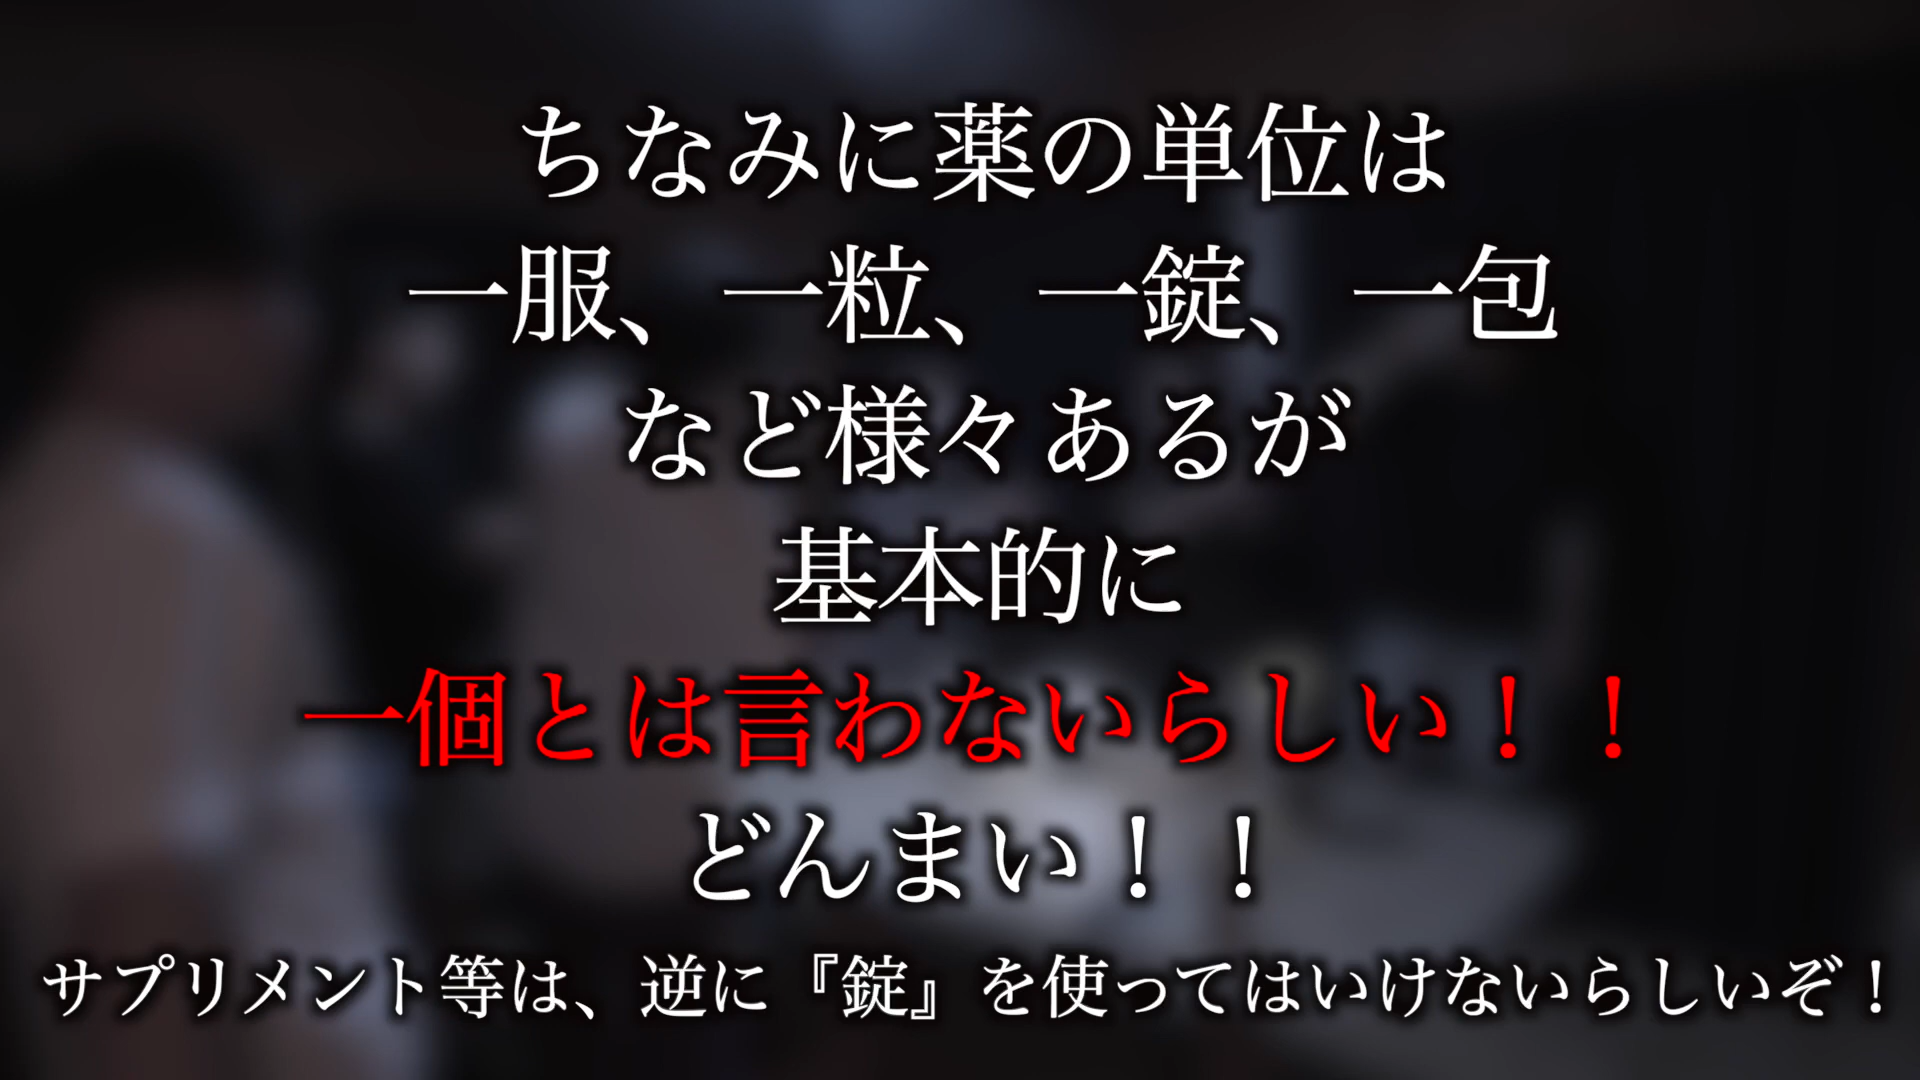 ちなみに薬の単位は
一服、一粒、一錠、一包
など様々あるが
基本的に
一個とは言わないらしい！！
どんまい！！
サプリメント等は、逆に『錠』を使ってはいけないらしいぞ！